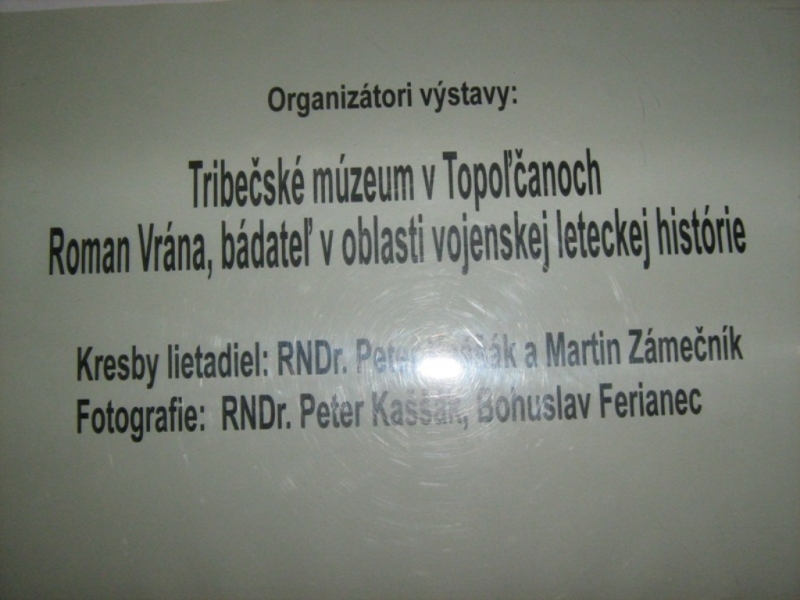 Organizátori výstavy:
Tribečské múzeum v Topoľčanoch
Roman Vrána, bádateľ v oblasti vojenskej leteckej histórie
Kresby lietadiel: RNDr. Peter Kaššák a Martin Zámečník
Fotografie: RNDr. Peter Kaššák, Bohuslav Ferianec